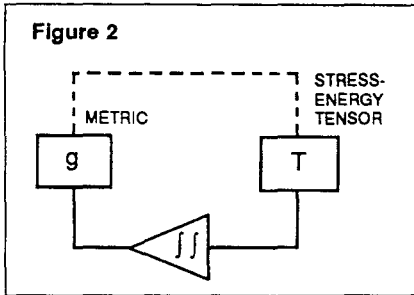 Figure 2
STRESS-
ENERGY
TENSOR
METRIC
g
T
∫∫